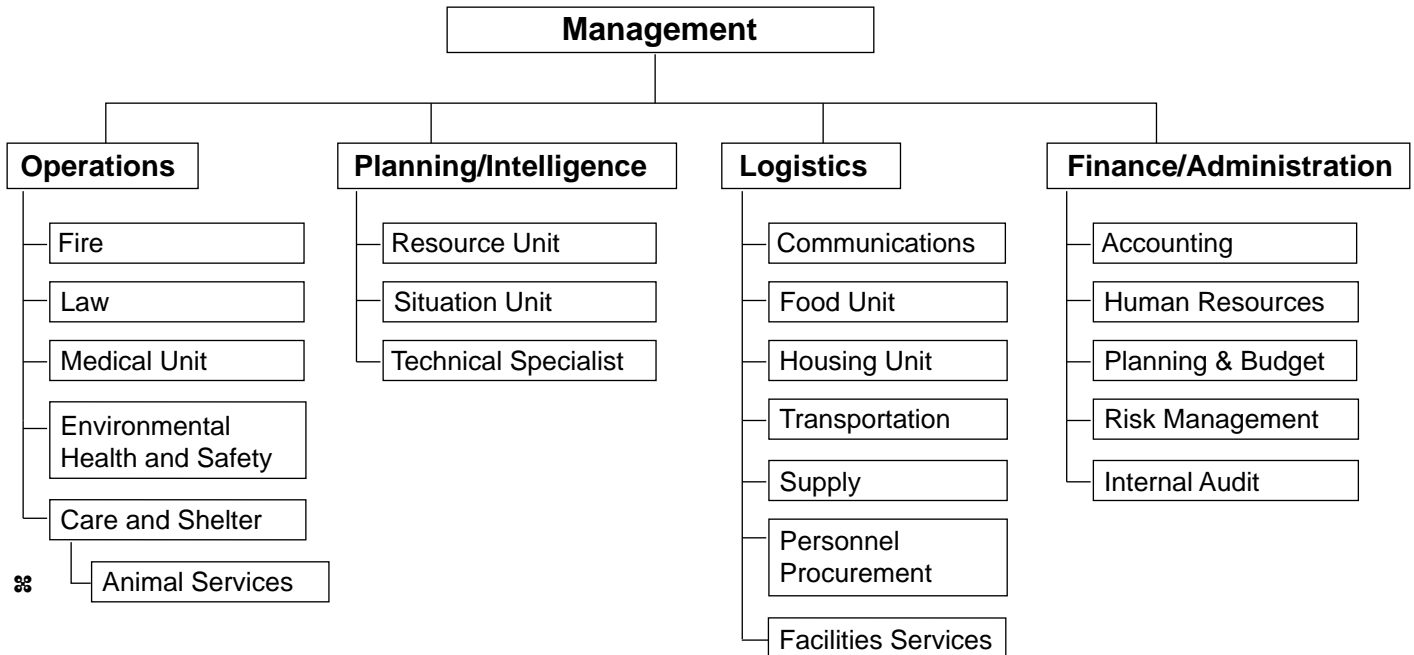 Management
Operations
Fire
Law
Medical Unit
Environmental
Health and Safety
Care and Shelter
Animal Services
Planning/Intelligence
Resource Unit
Situation Unit
Technical Specialist
Logistics
Communications
Food Unit
Housing Unit
Transportation
Supply
Personnel
Procurement
Facilities Services
Finance/Administration
Accounting
Human Resources
Planning & Budget
Risk Management
Internal Audit